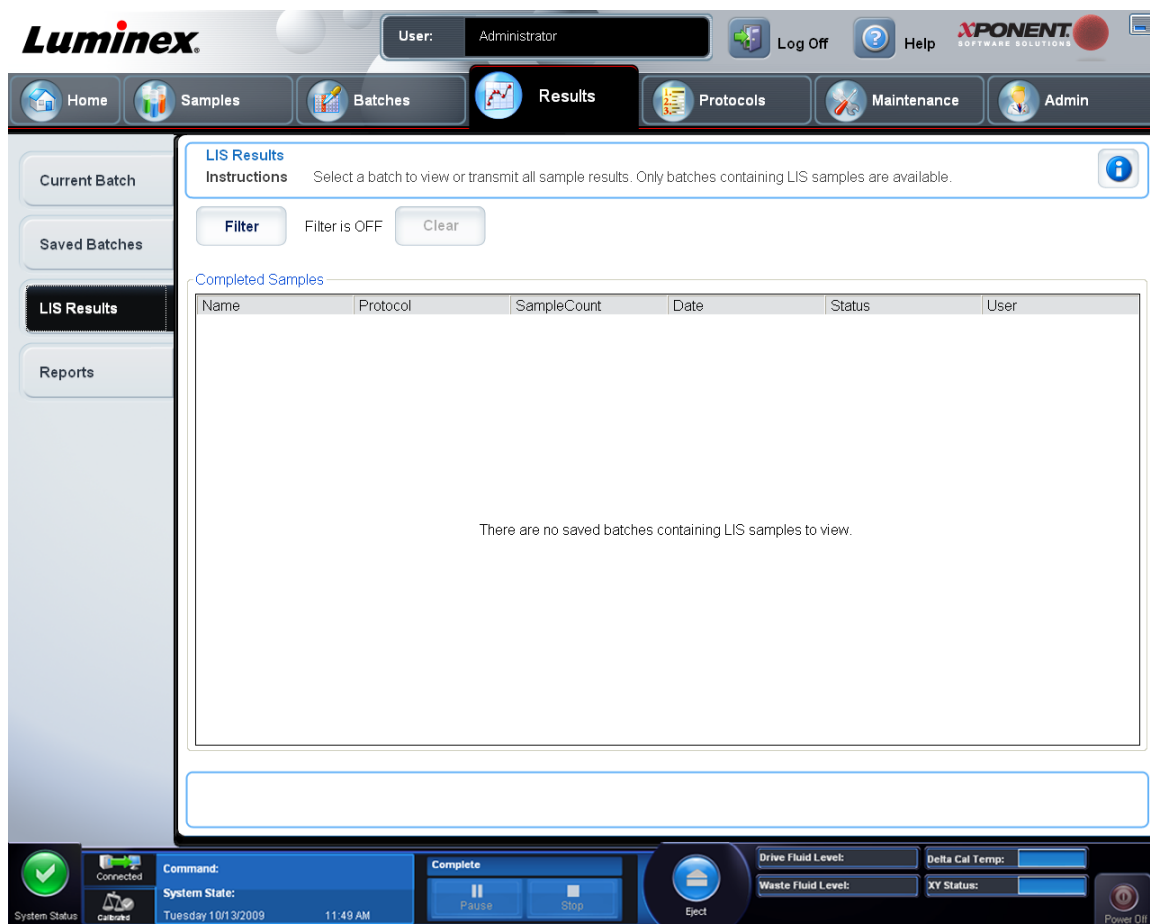 Luminex.
User: Administrator
Log Off
Help
XPONENT.
SOFTWARE SOLUTIONS
Home
Samples
Batches
Results
Protocols
Maintenance
Admin
Current Batch
Saved Batches
LIS Results
Reports
LIS Results
Instructions Select a batch to view or transmit all sample results. Only batches containing LIS samples are available.
Filter
Filter is OFF
Clear
Completed Samples
Name Protocol SampleCount Date Status User
There are no saved batches containing LIS samples to view.
System Status
Connected
Calibrated
Command:
System State:
Tuesday 10/13/2009 11:49 AM
Complete
Pause
Stop
Eject
Drive Fluid Level:
Waste Fluid Level:
Delta Cal Temp:
XY Status:
Power Off